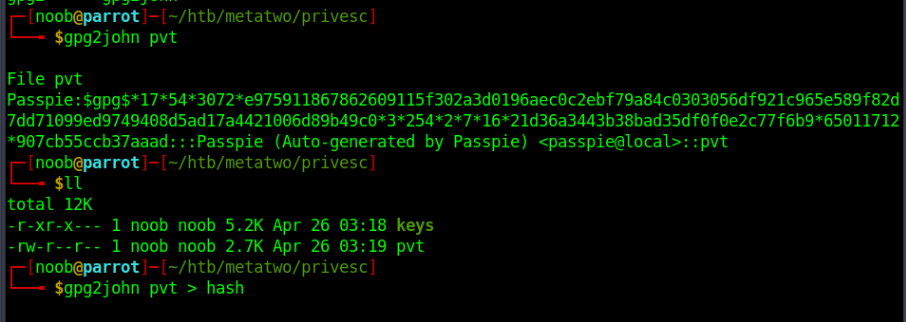 ┌─[noob@parrot]─[~/htb/metatwo/privesc]
└──╼ $gpg2john pvt
File pvt
Passpie:$gpg$*17*54*3072*e975911867862609115f302a3d0196aec0c2ebf79a84c0303056df921c965e589f82d
7dd71099ed9749408d5ad17a4421006d89b49c0*3*254*2*7*16*21d36a3443b38bad35df0f0e2c77f6b9*65011712
*907cb55ccb37aaad:::Passpie (Auto-generated by Passpie) <passpie@local>::pvt
┌─[noob@parrot]─[~/htb/metatwo/privesc]
└──╼ $ll
total 12K
-r-xr-x--- 1 noob noob 5.2K Apr 26 03:18 keys
-rw-r--r-- 1 noob noob 2.7K Apr 26 03:19 pvt
┌─[noob@parrot]─[~/htb/metatwo/privesc]
└──╼ $gpg2john pvt > hash